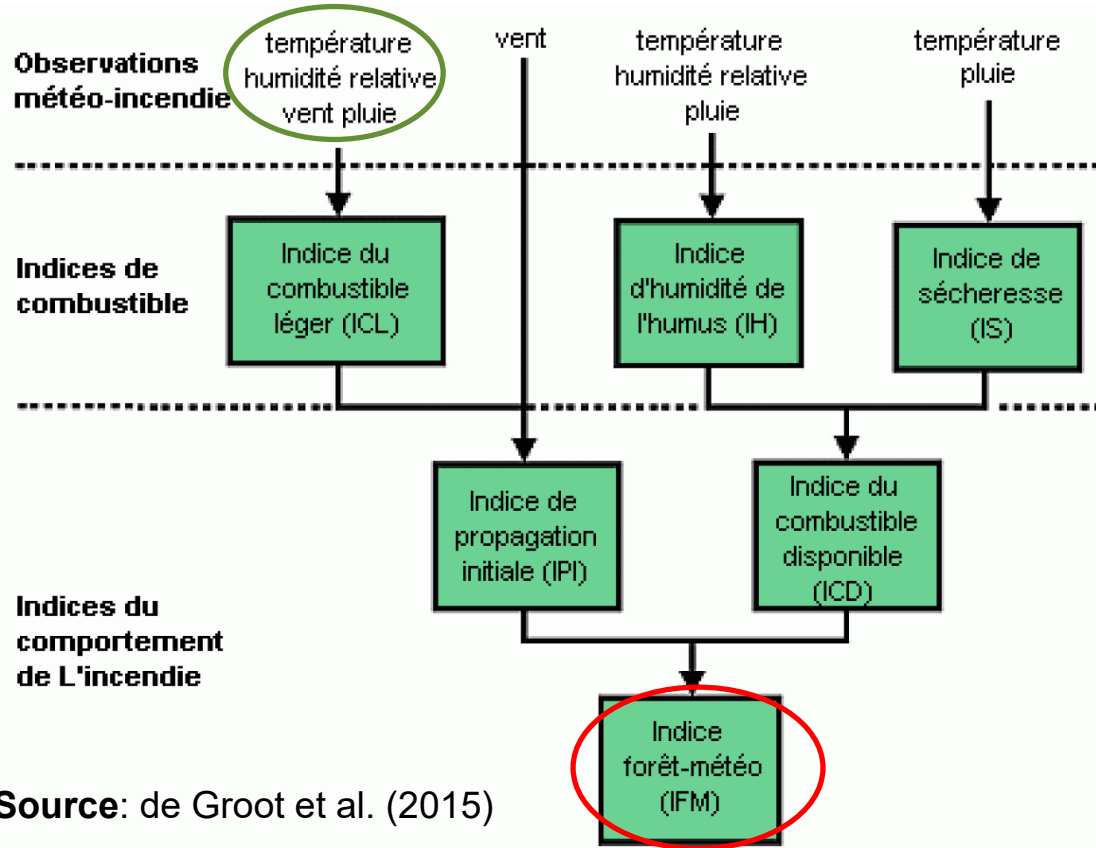 Observations
météo-incendie
température
humidité relative
vent pluie
vent
température
humidité relative
pluie
température
pluie
Indices de
combustible
Indice du
combustible
léger (ICL)
Indice
d'humidité de
l'humus (IH)
Indice de
sécheresse
(IS)
Indices du
comportement
de L'incendie
Indice de
propagation
initiale (IPI)
Indice du
combustible
disponible
(ICD)
Indice
forêt-météo
(IFM)
Source: de Groot et al. (2015)